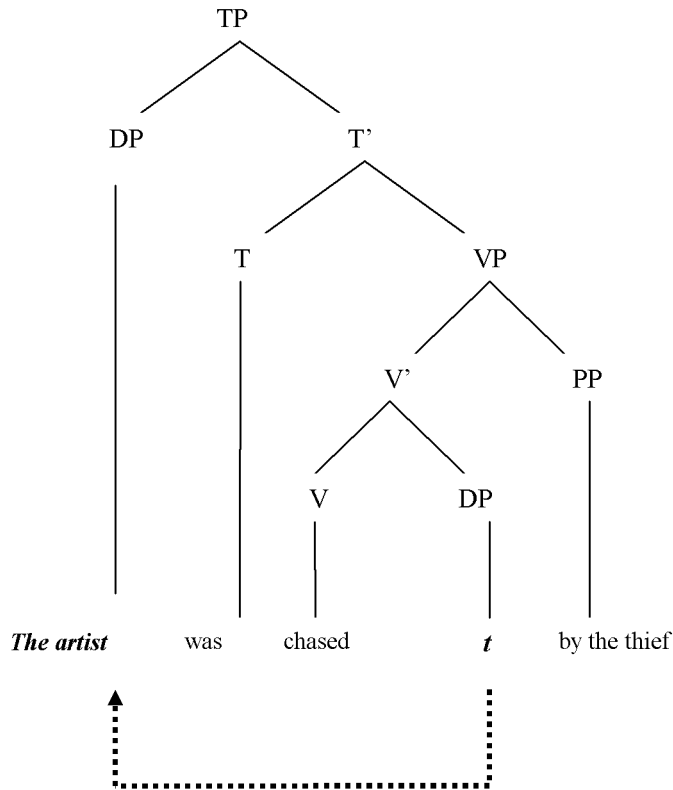 TP
DP T’
T VP
V’ PP
V DP
The artist was chased t by the thief